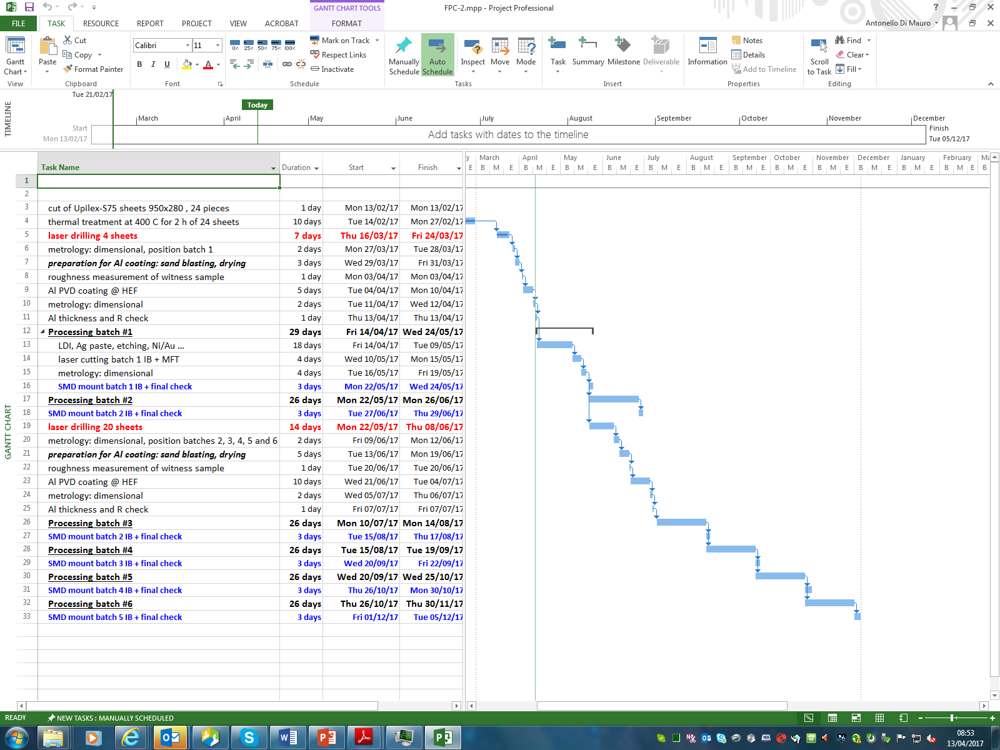 GANTT CHART TOOLS
FPC-2.mpp - Project Professional
FILE TASK RESOURCE REPORT PROJECT VIEW ACROBAT FORMAT
Antonello Di Mauro
Gantt Chart
View
Paste
Cut
Copy
Format Painter
Clipboard
Calibri 11
B I U A
Font
0% 25% 50% 75% 100%
Mark on Track
Respect Links
Inactivate
Schedule
Manually Schedule
Auto Schedule
Inspect
Move
Mode
Tasks
Task
Summary
Milestone
Deliverable
Insert
Information
Notes
Details
Add to Timeline
Properties
Scroll to Task
Find
Clear
Fill
Editing
TIMELINE
Tue 21/02/17
Today
March April May June July August September October November December
Start
Mon 13/02/17
Add tasks with dates to the timeline
Finish
Tue 05/12/17
GANTT CHART
Task Name Duration Start Finish
y March April May June July August September October November December January February Ma
E B M E B M E B M E B M E B M E B M E B M E B M E B M E B M E B M E B M E B
1
2
3 cut of Upilex-S75 sheets 950x280 , 24 pieces 1 day Mon 13/02/17 Mon 13/02/17
4 thermal treatment at 400 C for 2 h of 24 sheets 10 days Tue 14/02/17 Mon 27/02/17
5 laser drilling 4 sheets 7 days Thu 16/03/17 Fri 24/03/17
6 metrology: dimensional, position batch 1 2 days Mon 27/03/17 Tue 28/03/17
7 preparation for Al coating: sand blasting, drying 3 days Wed 29/03/17 Fri 31/03/17
8 roughness measurement of witness sample 1 day Mon 03/04/17 Mon 03/04/17
9 Al PVD coating @ HEF 5 days Tue 04/04/17 Mon 10/04/17
10 metrology: dimensional 2 days Tue 11/04/17 Wed 12/04/17
11 Al thickness and R check 1 day Thu 13/04/17 Thu 13/04/17
12 Processing batch #1 29 days Fri 14/04/17 Wed 24/05/17
13 LDI, Ag paste, etching, Ni/Au ... 18 days Fri 14/04/17 Tue 09/05/17
14 laser cutting batch 1 IB + MFT 4 days Wed 10/05/17 Mon 15/05/17
15 metrology: dimensional 4 days Tue 16/05/17 Fri 19/05/17
16 SMD mount batch 1 IB + final check 3 days Mon 22/05/17 Wed 24/05/17
17 Processing batch #2 26 days Mon 22/05/17 Mon 26/06/17
18 SMD mount batch 2 IB + final check 3 days Tue 27/06/17 Thu 29/06/17
19 laser drilling 20 sheets 14 days Mon 22/05/17 Thu 08/06/17
20 metrology: dimensional, position batches 2, 3, 4, 5 and 6 2 days Fri 09/06/17 Mon 12/06/17
21 preparation for Al coating: sand blasting, drying 5 days Tue 13/06/17 Mon 19/06/17
22 roughness measurement of witness sample 1 day Tue 20/06/17 Tue 20/06/17
23 Al PVD coating @ HEF 10 days Wed 21/06/17 Tue 04/07/17
24 metrology: dimensional 2 days Wed 05/07/17 Thu 06/07/17
25 Al thickness and R check 1 day Fri 07/07/17 Fri 07/07/17
26 Processing batch #3 26 days Mon 10/07/17 Mon 14/08/17
27 SMD mount batch 2 IB + final check 3 days Tue 15/08/17 Thu 17/08/17
28 Processing batch #4 26 days Tue 15/08/17 Tue 19/09/17
29 SMD mount batch 3 IB + final check 3 days Wed 20/09/17 Fri 22/09/17
30 Processing batch #5 26 days Wed 20/09/17 Wed 25/10/17
31 SMD mount batch 4 IB + final check 3 days Thu 26/10/17 Mon 30/10/17
32 Processing batch #6 26 days Thu 26/10/17 Thu 30/11/17
33 SMD mount batch 5 IB + final check 3 days Fri 01/12/17 Tue 05/12/17
READY NEW TASKS : MANUALLY SCHEDULED
08:53
13/04/2017